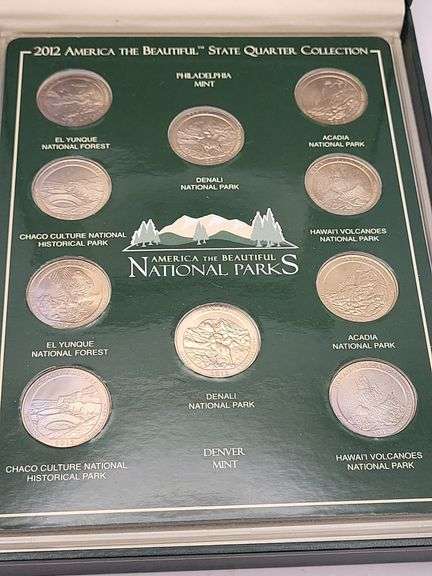 2012 America the Beautiful™ State Quarter Collection
Philadelphia
Mint
EL YUNQUE
NATIONAL FOREST
DENALI
NATIONAL PARK
ACADIA
NATIONAL PARK
CHACO CULTURE NATIONAL
HISTORICAL PARK
HAWAI'I VOLCANOES
NATIONAL PARK
America the Beautiful
National Parks
EL YUNQUE
NATIONAL FOREST
ACADIA
NATIONAL PARK
DENALI
NATIONAL PARK
CHACO CULTURE NATIONAL
HISTORICAL PARK
Denver
Mint
HAWAI'I VOLCANOES
NATIONAL PARK